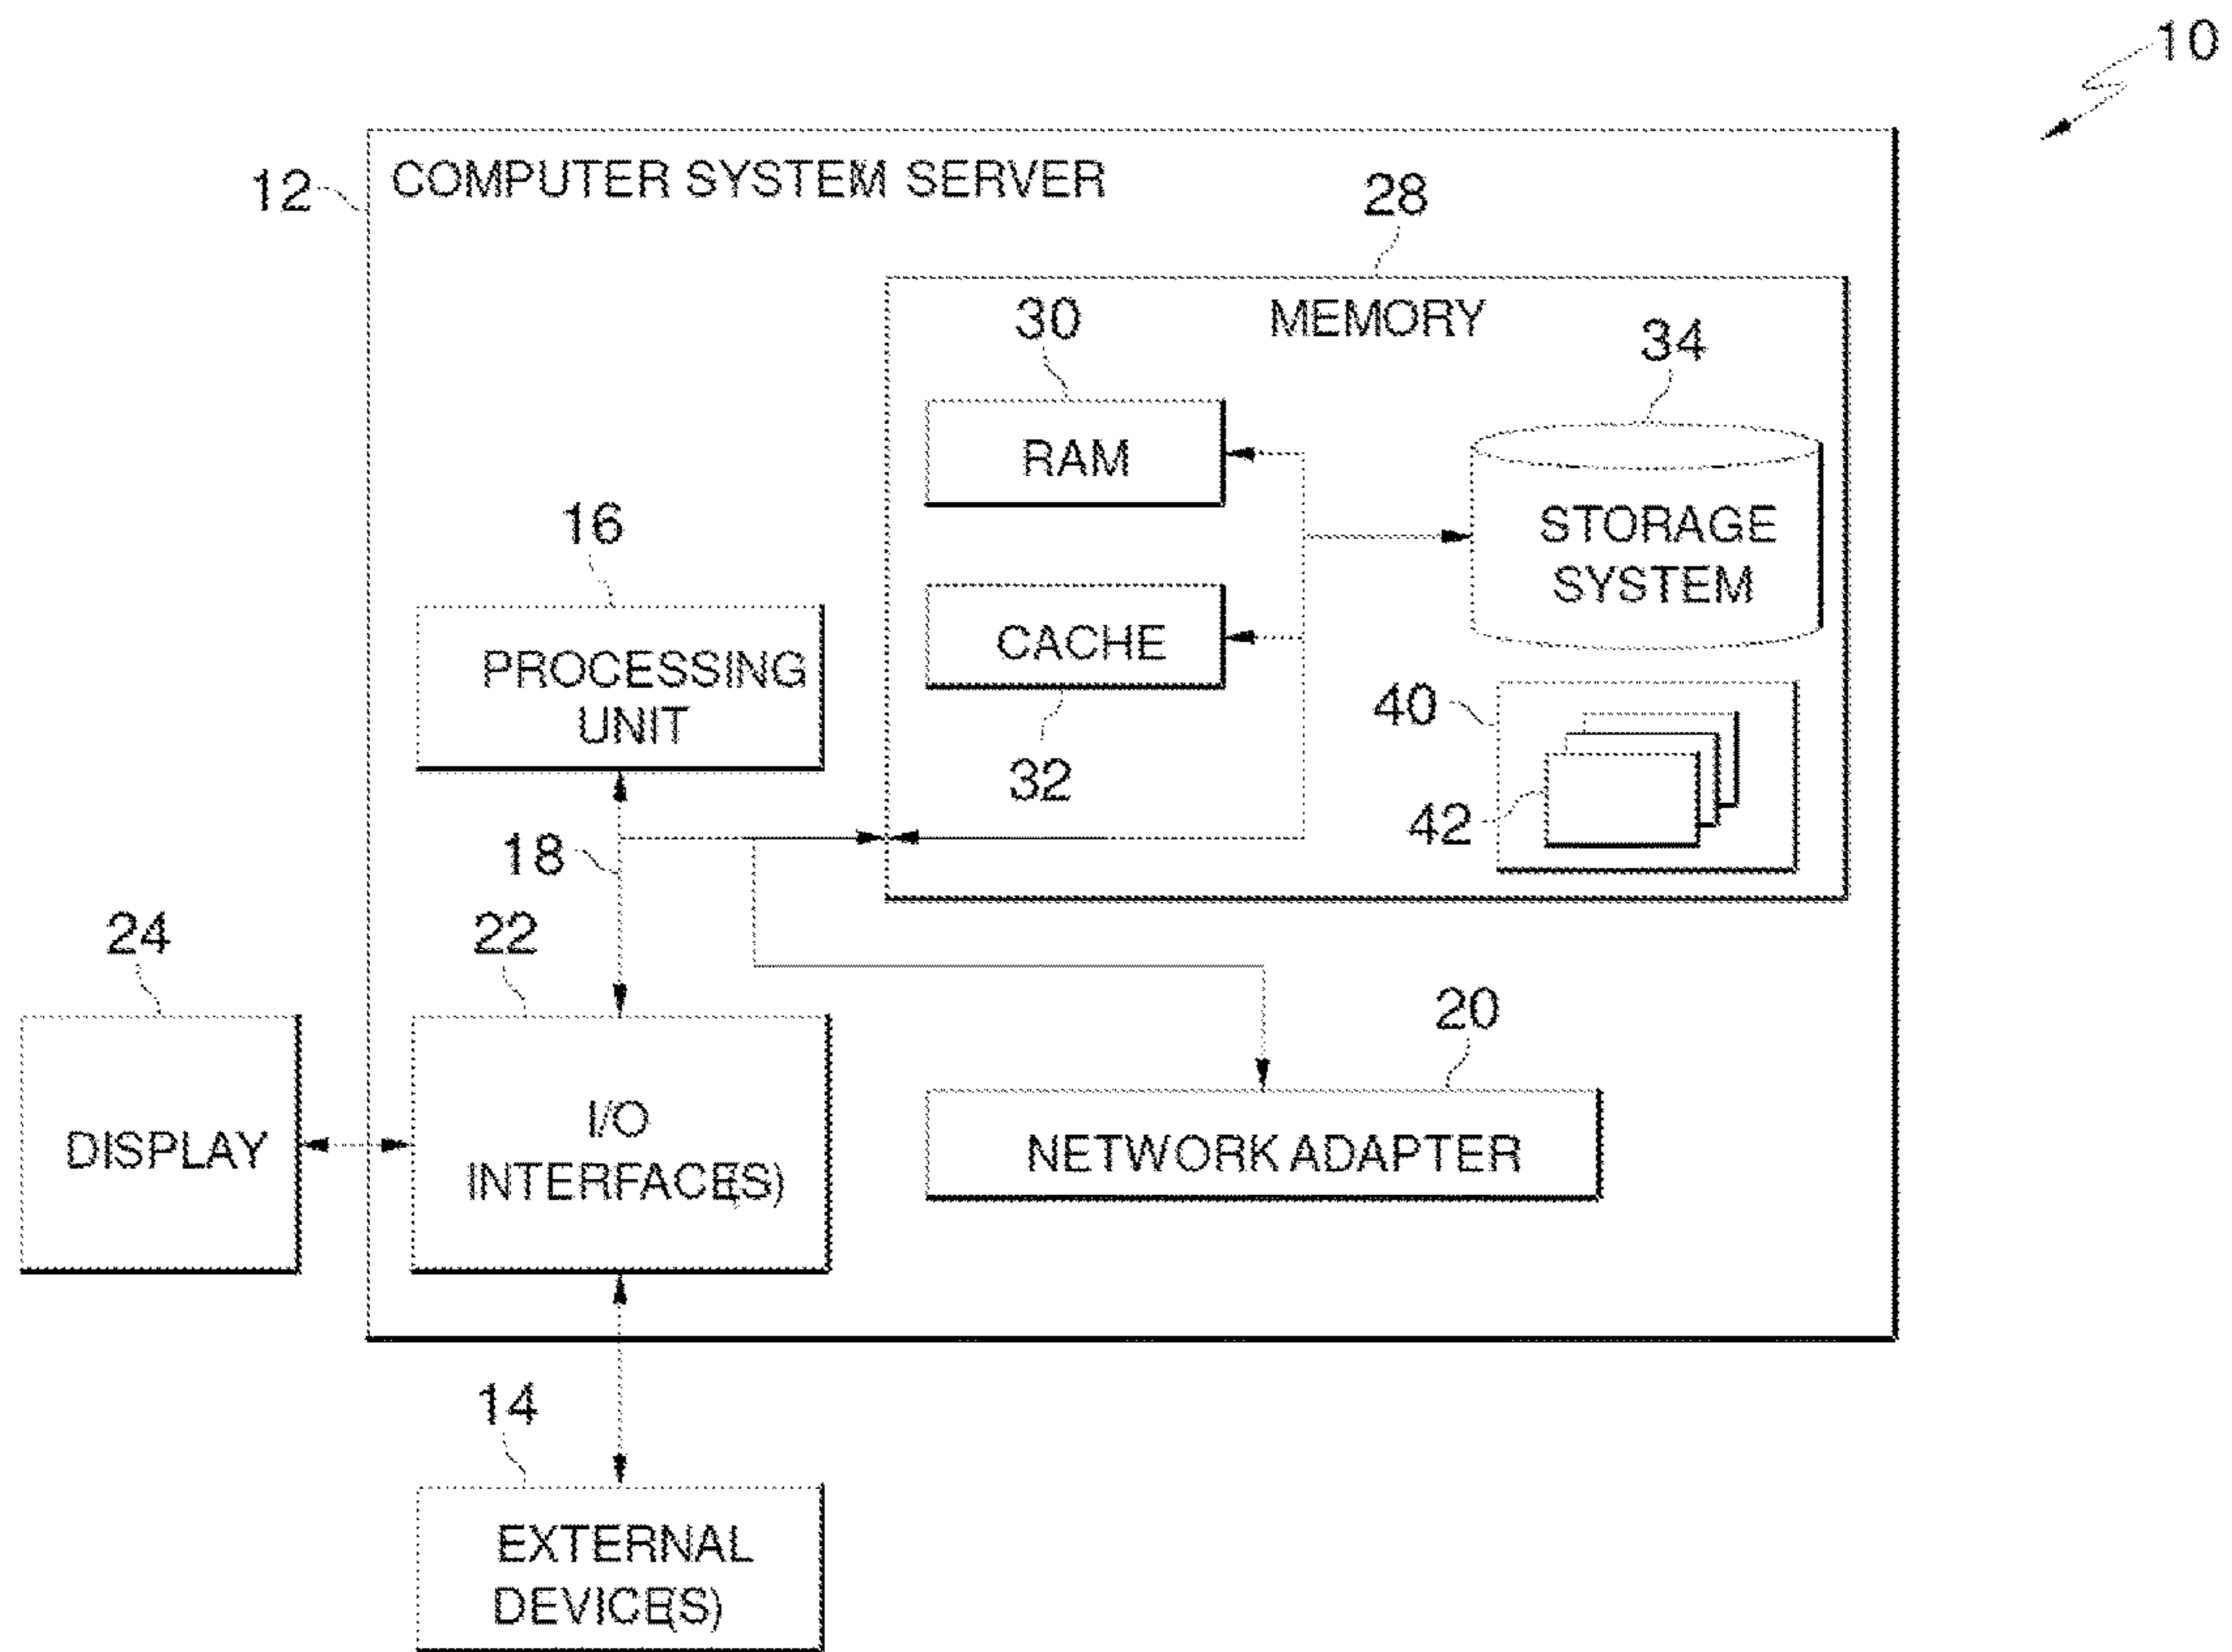 10
12
COMPUTER SYSTEM SERVER
28
MEMORY
30
34
RAM
STORAGE
SYSTEM
16
PROCESSING
UNIT
CACHE
32
40
42
18
24
22
20
DISPLAY
I/O
INTERFACE(S)
NETWORK ADAPTER
14
EXTERNAL
DEVICE(S)